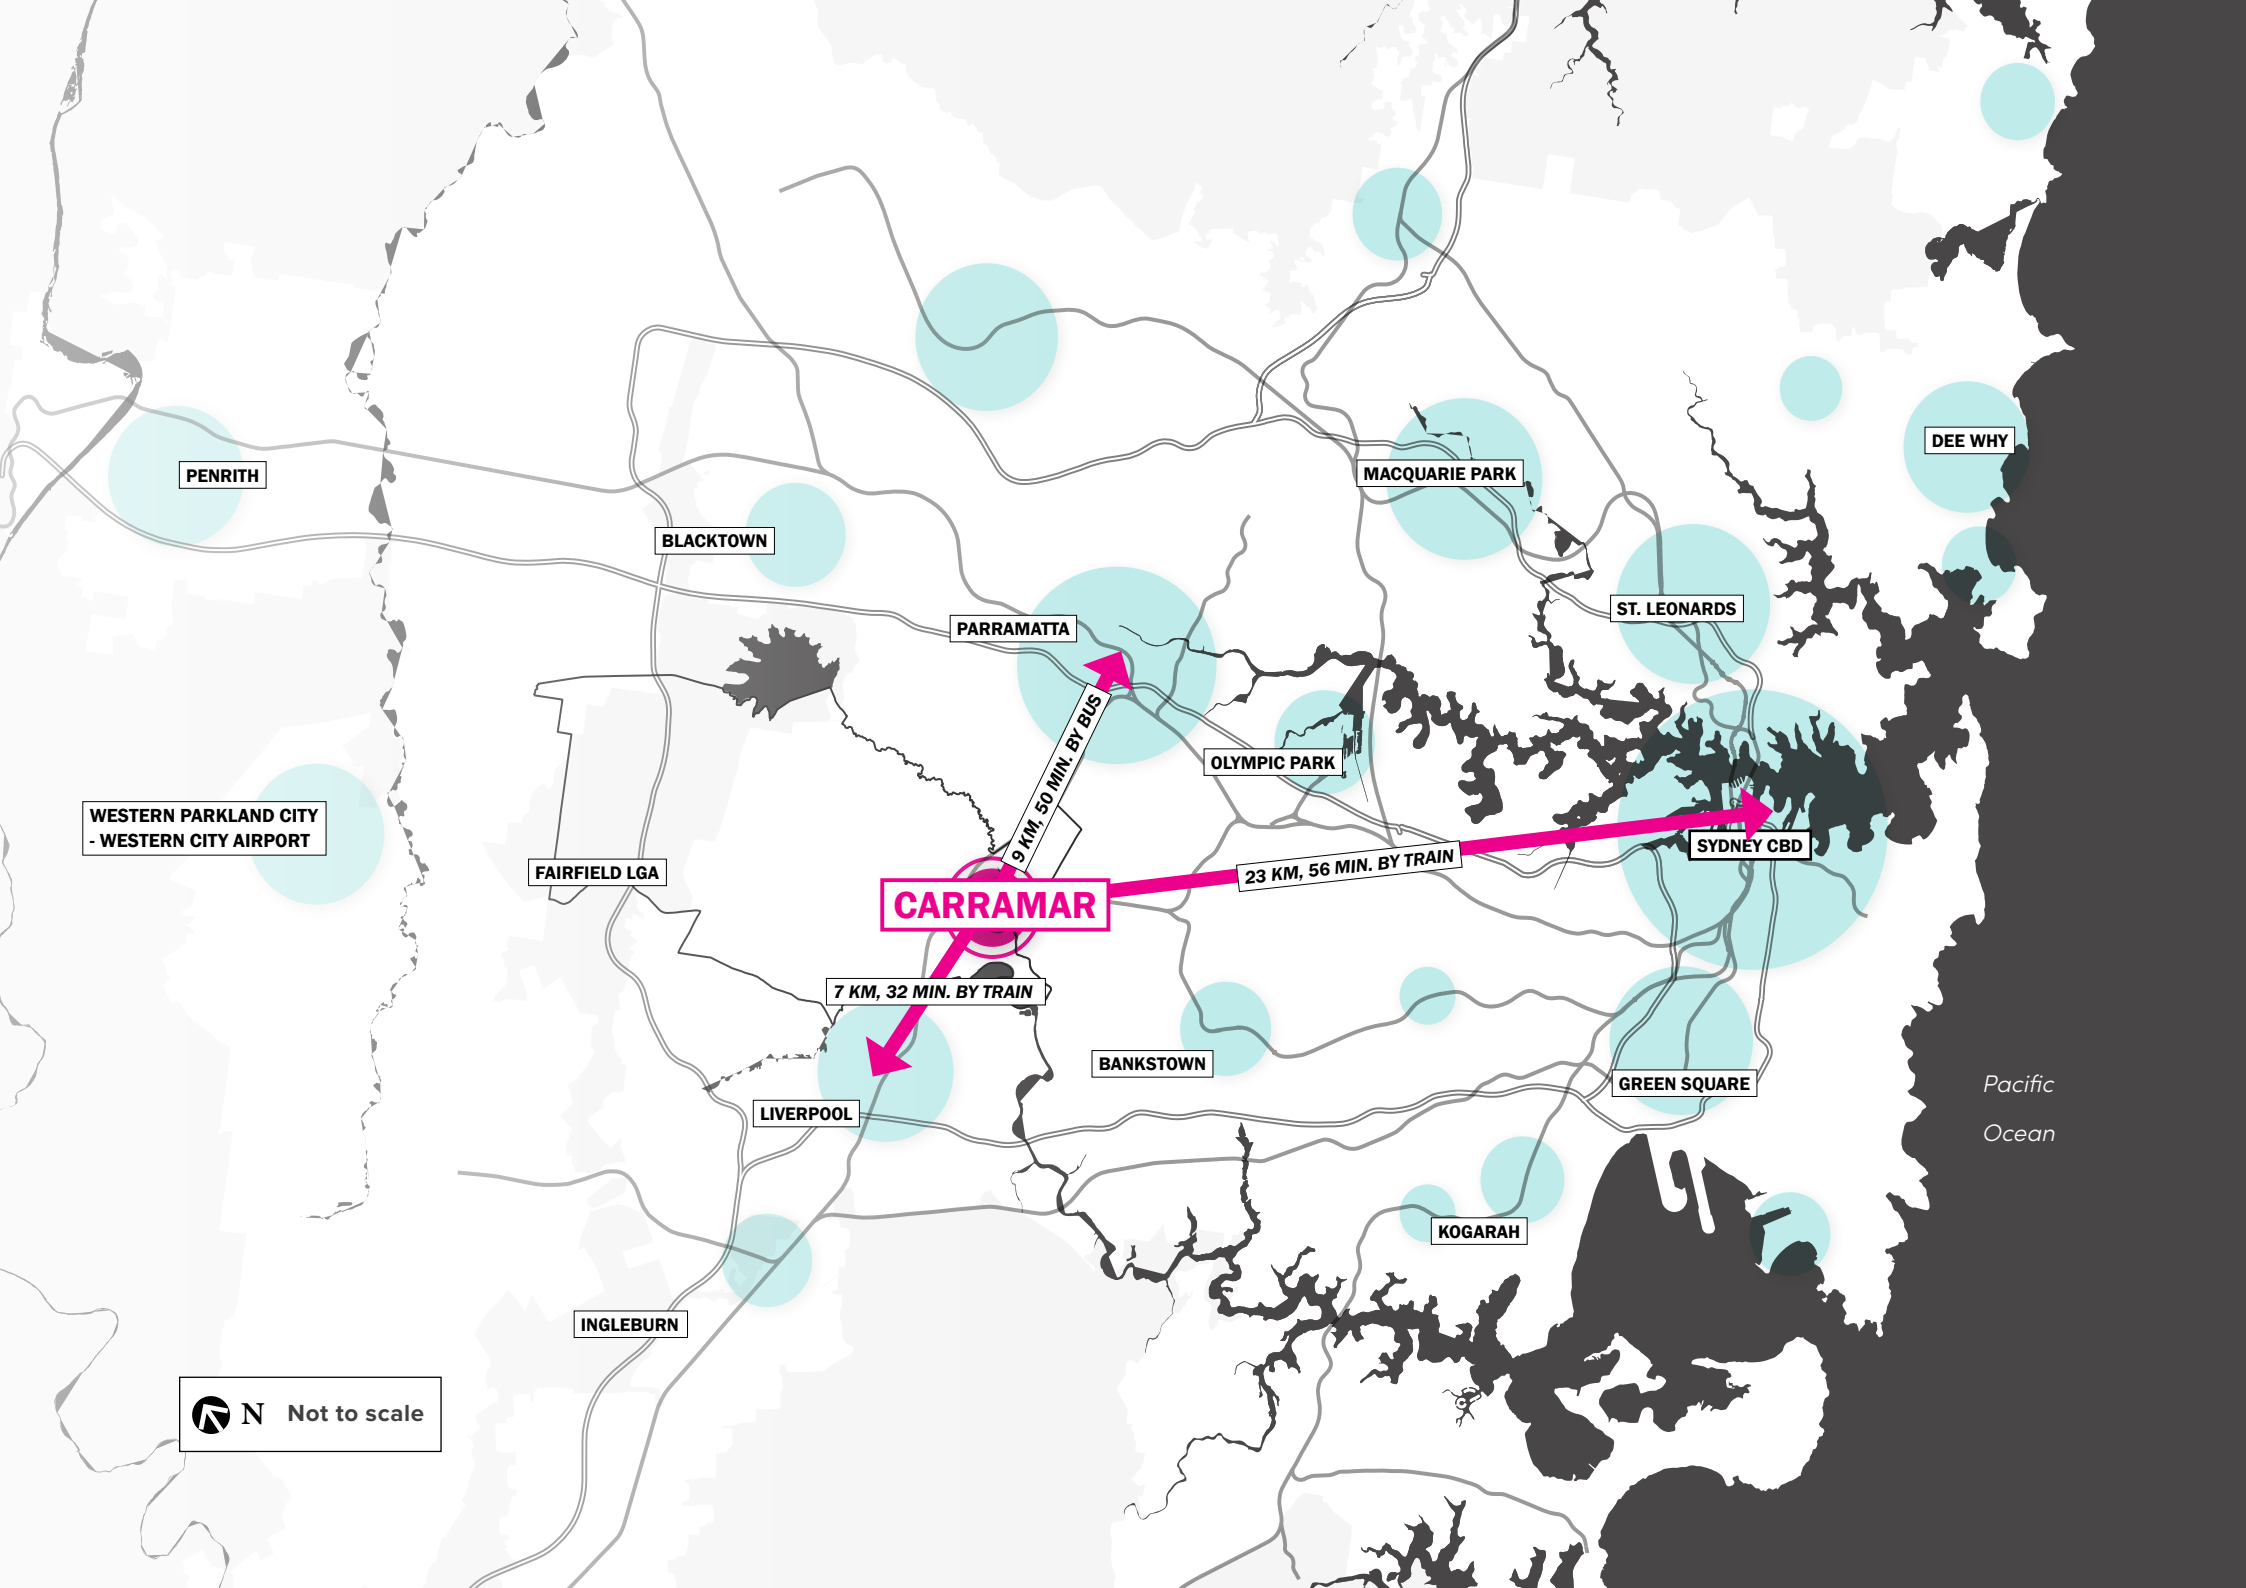 DEE WHY
PENRITH
MACQUARIE PARK
BLACKTOWN
ST. LEONARDS
PARRAMATTA
9 KM, 50 MIN. BY BUS
OLYMPIC PARK
WESTERN PARKLAND CITY
- WESTERN CITY AIRPORT
SYDNEY CBD
23 KM, 56 MIN. BY TRAIN
FAIRFIELD LGA
CARRAMAR
7 KM, 32 MIN. BY TRAIN
BANKSTOWN
GREEN SQUARE
Pacific
Ocean
LIVERPOOL
KOGARAH
INGLEBURN
N Not to scale